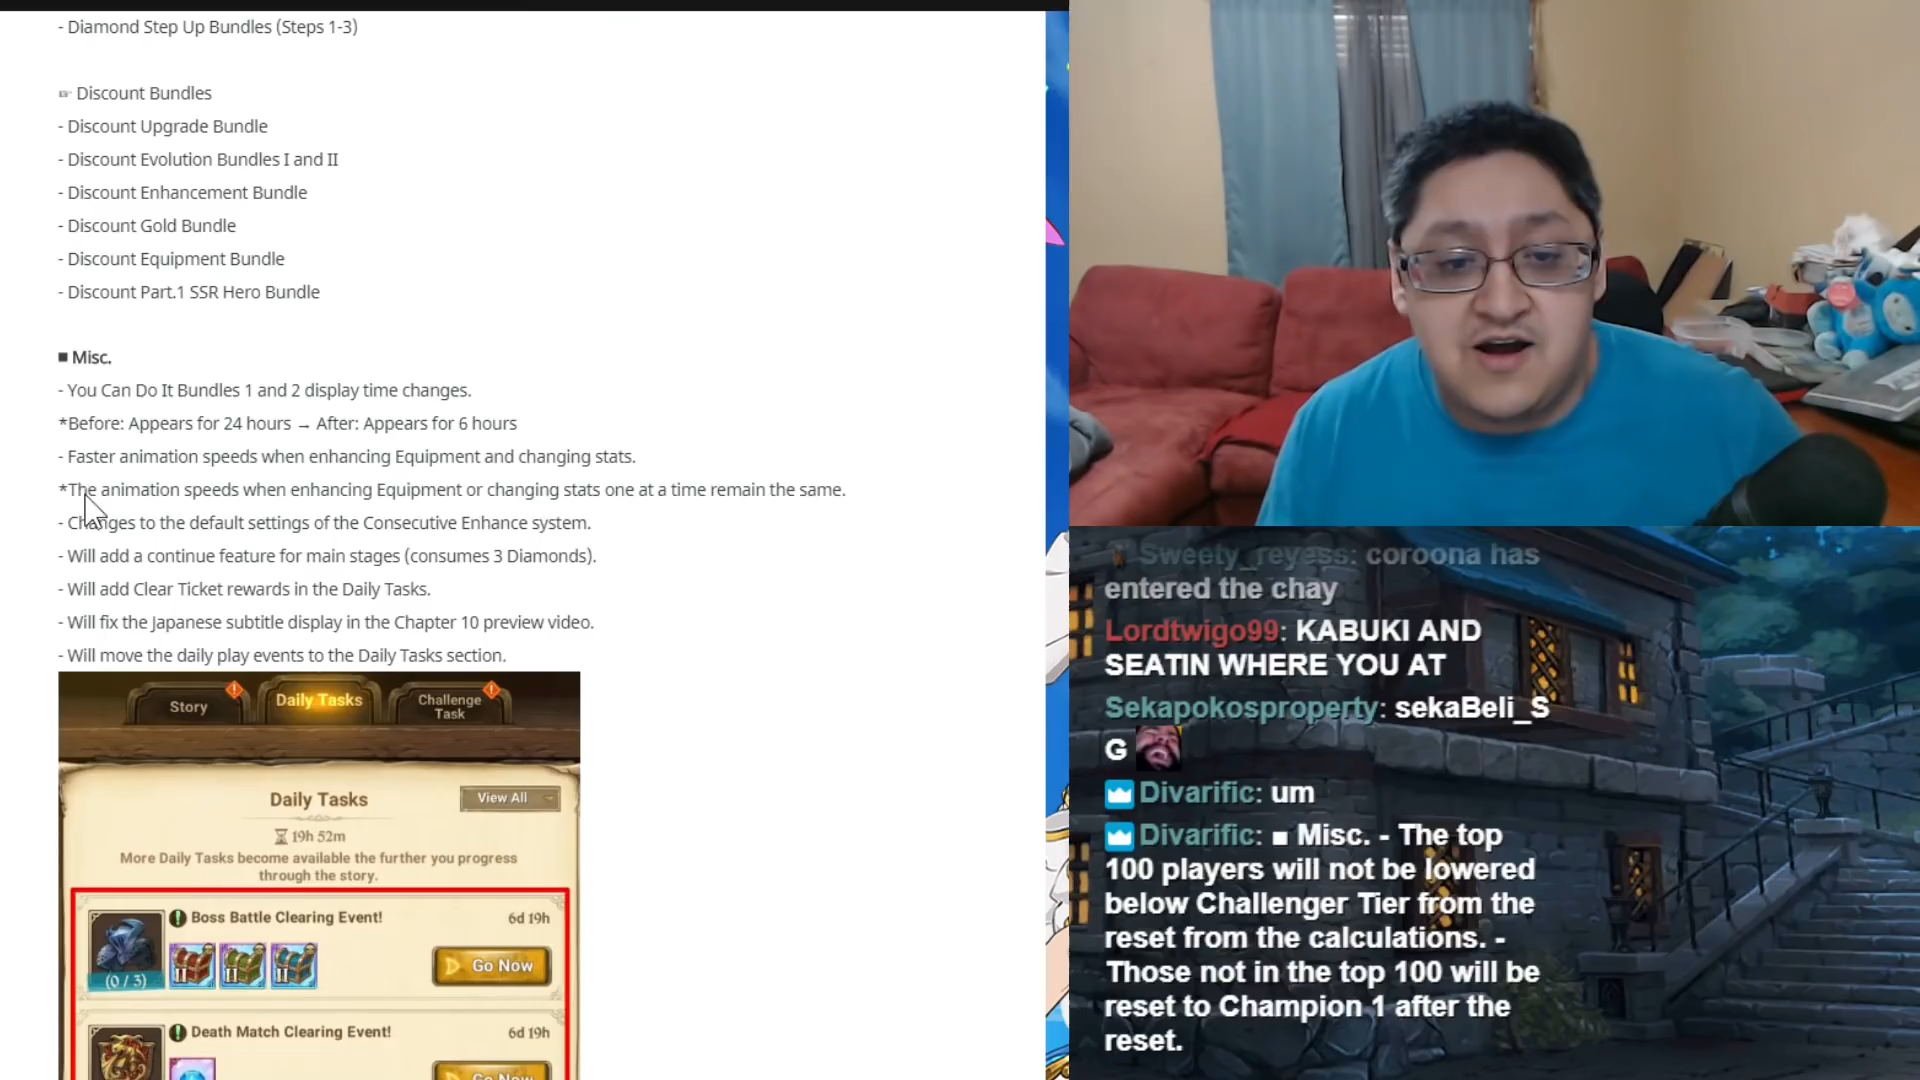 - Diamond Step Up Bundles (Steps 1-3)
☞ Discount Bundles
- Discount Upgrade Bundle
- Discount Evolution Bundles I and II
- Discount Enhancement Bundle
- Discount Gold Bundle
- Discount Equipment Bundle
- Discount Part.1 SSR Hero Bundle
■ Misc.
- You Can Do It Bundles 1 and 2 display time changes.
*Before: Appears for 24 hours → After: Appears for 6 hours
- Faster animation speeds when enhancing Equipment and changing stats.
*The animation speeds when enhancing Equipment or changing stats one at a time remain the same.
- Changes to the default settings of the Consecutive Enhance system.
- Will add a continue feature for main stages (consumes 3 Diamonds).
- Will add Clear Ticket rewards in the Daily Tasks.
- Will fix the Japanese subtitle display in the Chapter 10 preview video.
- Will move the daily play events to the Daily Tasks section.
Story
Daily Tasks
Challenge
Task
Daily Tasks
View All
19h 52m
More Daily Tasks become available the further you progress
through the story.
Boss Battle Clearing Event!
6d 19h
II II II
(0 / 3)
Go Now
Death Match Clearing Event!
6d 19h
Go Now
Sweety_reyess: coroona has
entered the chay
Lordtwigo99: KABUKI AND
SEATIN WHERE YOU AT
Sekapokosproperty: sekaBeli_S
G
Divarific: um
Divarific: ■ Misc. - The top
100 players will not be lowered
below Challenger Tier from the
reset from the calculations. -
Those not in the top 100 will be
reset to Champion 1 after the
reset.